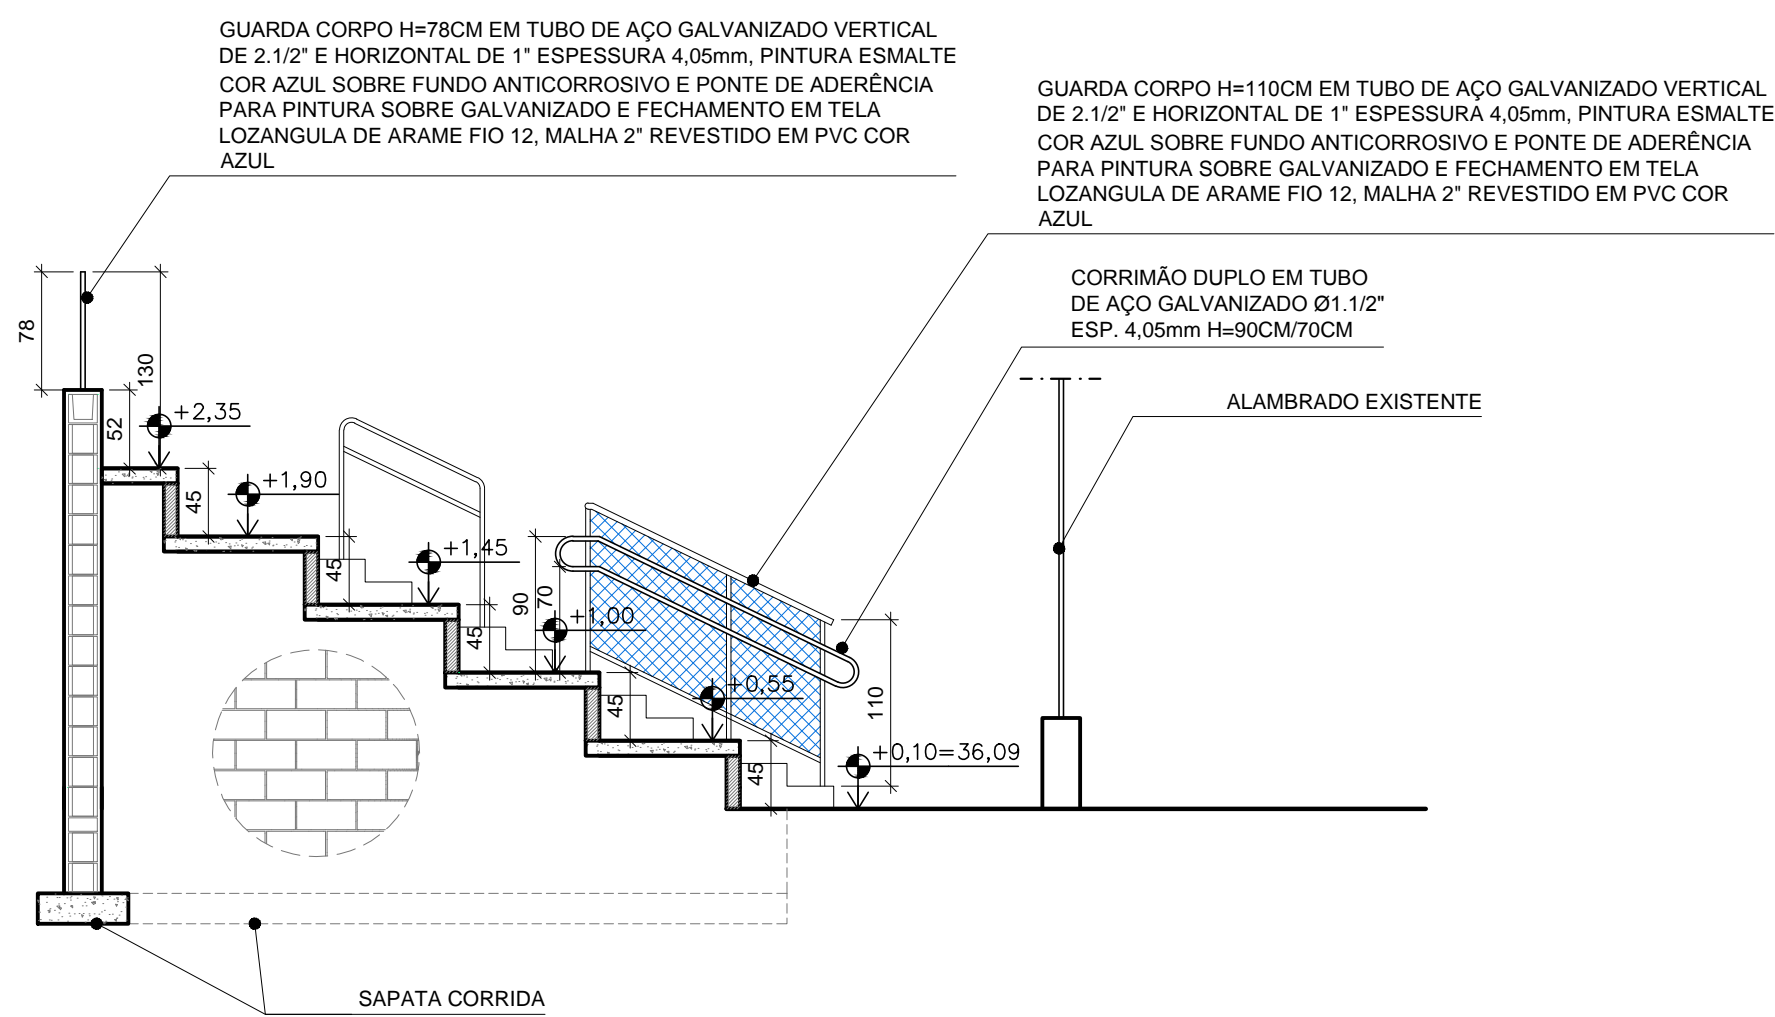 GUARDA CORPO H=78CM EM TUBO DE AÇO GALVANIZADO VERTICAL
DE 2.1/2" E HORIZONTAL DE 1" ESPESSURA 4,05mm, PINTURA ESMALTE
COR AZUL SOBRE FUNDO ANTICORROSIVO E PONTE DE ADERÊNCIA
PARA PINTURA SOBRE GALVANIZADO E FECHAMENTO EM TELA
LOZANGULA DE ARAME FIO 12, MALHA 2" REVESTIDO EM PVC COR
AZUL
GUARDA CORPO H=110CM EM TUBO DE AÇO GALVANIZADO VERTICAL
DE 2.1/2" E HORIZONTAL DE 1" ESPESSURA 4,05mm, PINTURA ESMALTE
COR AZUL SOBRE FUNDO ANTICORROSIVO E PONTE DE ADERÊNCIA
PARA PINTURA SOBRE GALVANIZADO E FECHAMENTO EM TELA
LOZANGULA DE ARAME FIO 12, MALHA 2" REVESTIDO EM PVC COR
AZUL
CORRIMÃO DUPLO EM TUBO
DE AÇO GALVANIZADO Ø1.1/2"
ESP. 4,05mm H=90CM/70CM
ALAMBRADO EXISTENTE
78
130
52
+2,35
45
+1,90
45
+1,45
45
90
70
+1,00
45
+0,55
45
110
+0,10=36,09
SAPATA CORRIDA